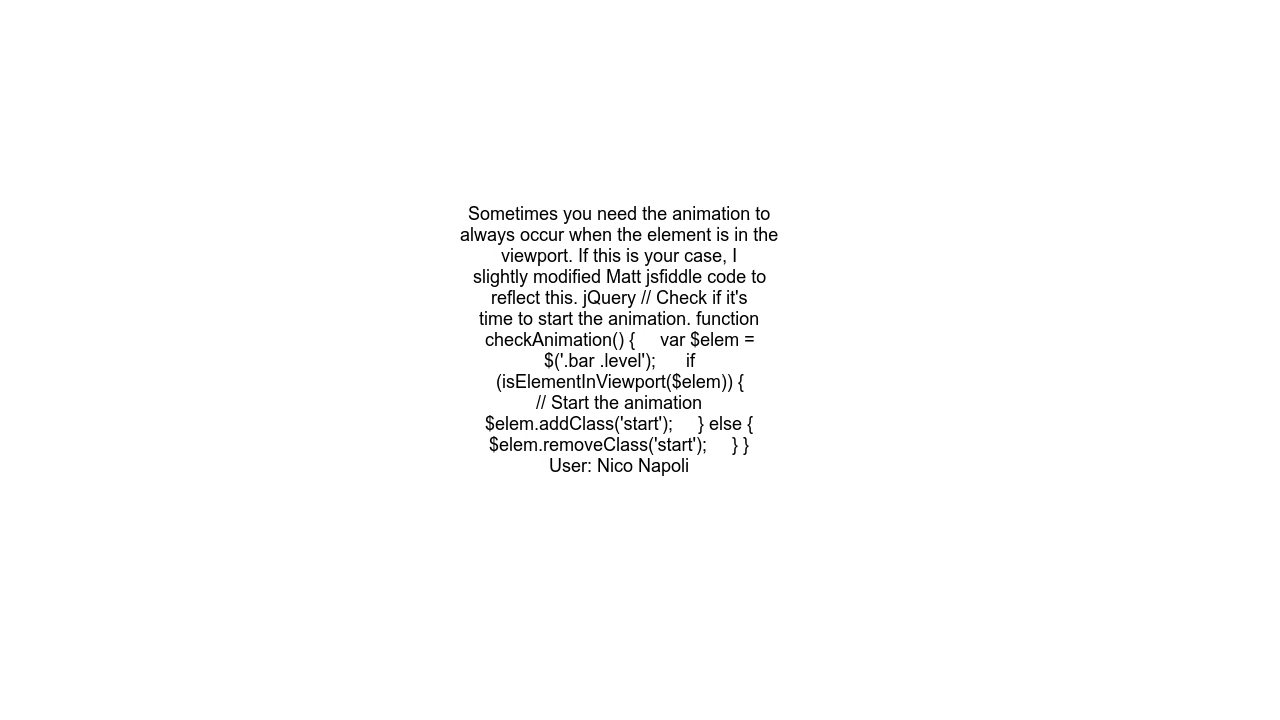 Sometimes you need the animation to
always occur when the element is in the
viewport. If this is your case, I
slightly modified Matt jsfiddle code to
reflect this. jQuery // Check if it's
time to start the animation. function
checkAnimation() {     var $elem =
$('.bar .level');      if
(isElementInViewport($elem)) {
// Start the animation
$elem.addClass('start');     } else {
$elem.removeClass('start');     } }
User: Nico Napoli